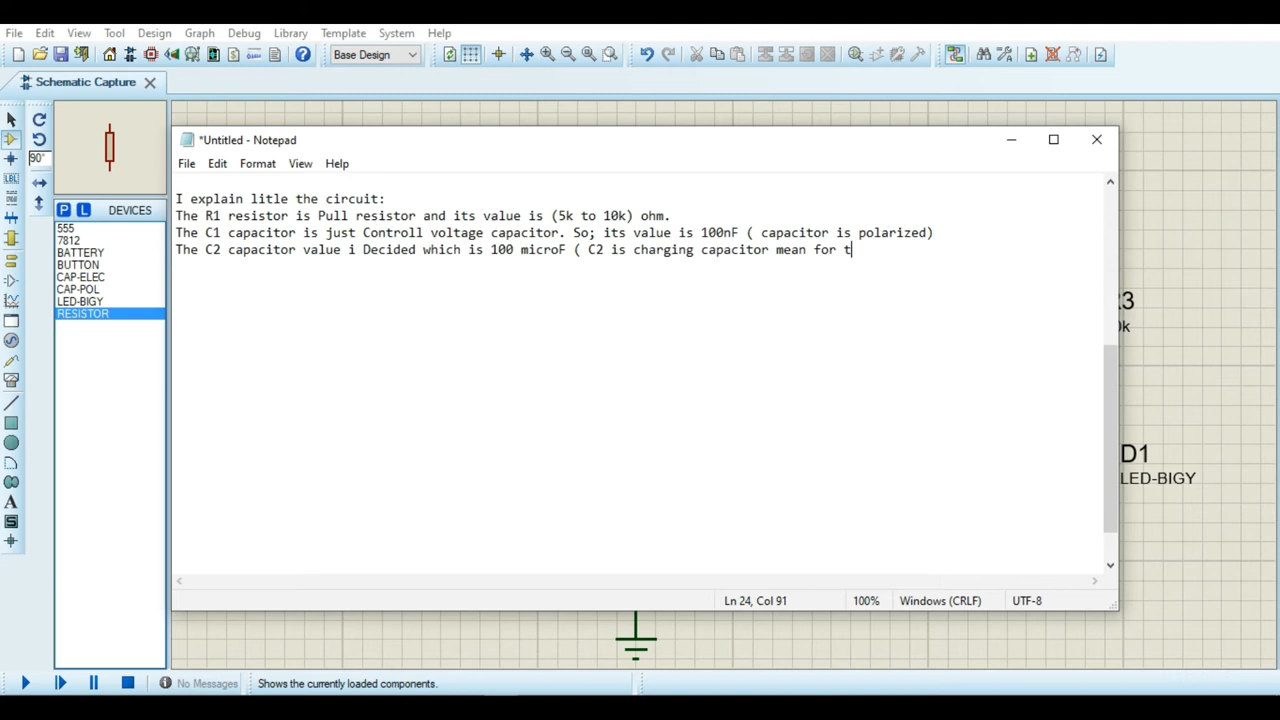 File Edit View Tool Design Graph Debug Library Template System Help
Base Design
Schematic Capture
*Untitled - Notepad
90°
File Edit Format View Help
LBL
I explain litle the circuit:
P L DEVICES
The R1 resistor is Pull resistor and its value is (5k to 10k) ohm.
555
The C1 capacitor is just Controll voltage capacitor. So; its value is 100nF ( capacitor is polarized)
7812
The C2 capacitor value i Decided which is 100 microF ( C2 is charging capacitor mean for t
BATTERY
BUTTON
CAP-ELEC
CAP-POL
LED-BIGY
RESISTOR
D1
LED-BIGY
A
S
Ln 24, Col 91 100% Windows (CRLF) UTF-8
No Messages Shows the currently loaded components.